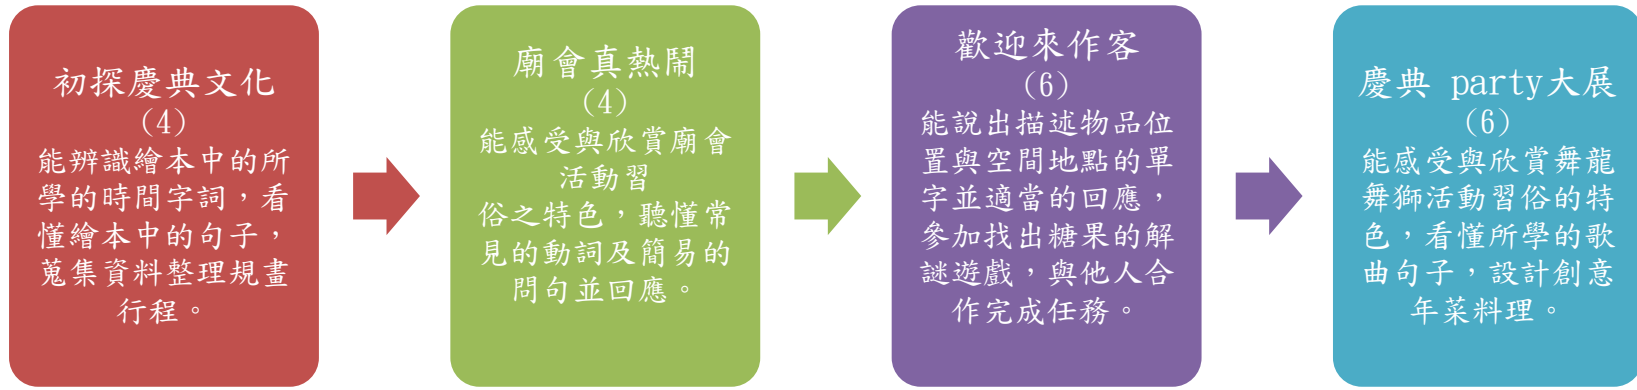 初探慶典文化
(4)
能辨識繪本中的所
學的時間字詞，看
懂繪本中的句子，
蒐集資料整理規畫
行程。
廟會真熱鬧
(4)
能感受與欣賞廟會
活動習
俗之特色，聽懂常
見的動詞及簡易的
問句並回應。
歡迎來作客
(6)
能說出描述物品位
置與空間地點的單
字並適當的回應，
參加找出糖果的解
謎遊戲，與他人合
作完成任務。
慶典 party大展
(6)
能感受與欣賞舞龍
舞獅活動習俗的特
色，看懂所學的歌
曲句子，設計創意
年菜料理。